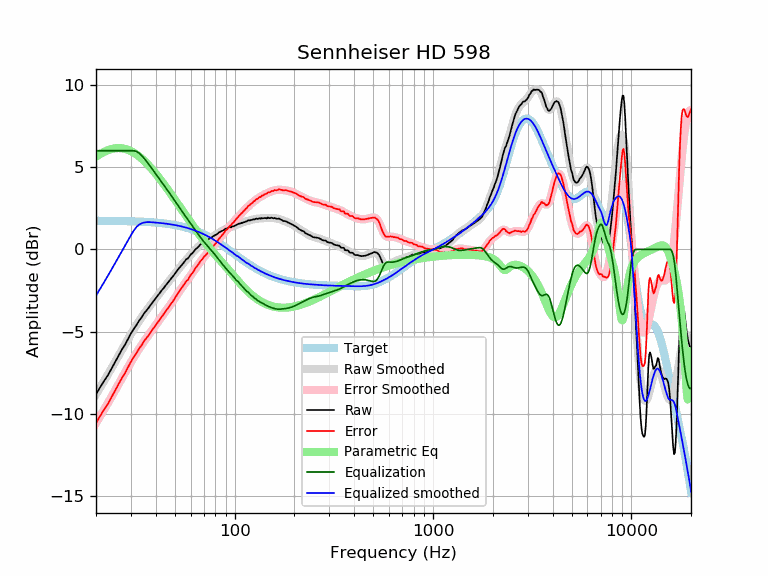 Sennheiser HD 598
10
5
0
−5
−10
−15
Amplitude (dBr)
Target
Raw Smoothed
Error Smoothed
Raw
Error
Parametric Eq
Equalization
Equalized smoothed
100
1000
10000
Frequency (Hz)